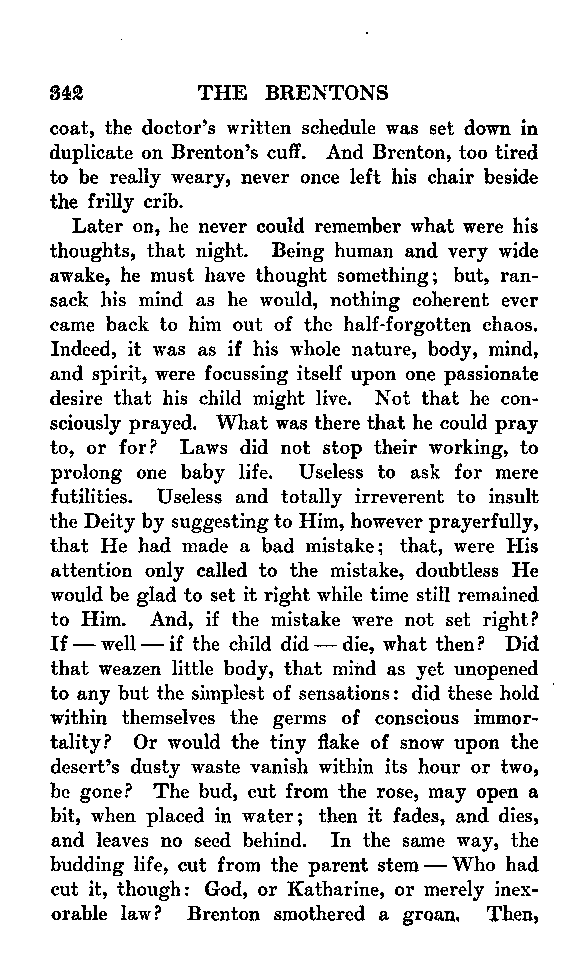 342 THE BRENTONS
coat, the doctor's written schedule was set down in
duplicate on Brenton's cuff. And Brenton, too tired
to be really weary, never once left his chair beside
the frilly crib.
Later on, he never could remember what were his
thoughts, that night. Being human and very wide
awake, he must have thought something; but, ran-
sack his mind as he would, nothing coherent ever
came back to him out of the half-forgotten chaos.
Indeed, it was as if his whole nature, body, mind,
and spirit, were focussing itself upon one passionate
desire that his child might live. Not that he con-
sciously prayed. What was there that he could pray
to, or for? Laws did not stop their working, to
prolong one baby life. Useless to ask for mere
futilities. Useless and totally irreverent to insult
the Deity by suggesting to Him, however prayerfully,
that He had made a bad mistake; that, were His
attention only called to the mistake, doubtless He
would be glad to set it right while time still remained
to Him. And, if the mistake were not set right?
If — well — if the child did — die, what then? Did
that weazen little body, that mind as yet unopened
to any but the simplest of sensations: did these hold
within themselves the germs of conscious immor-
tality? Or would the tiny flake of snow upon the
desert's dusty waste vanish within its hour or two,
be gone? The bud, cut from the rose, may open a
bit, when placed in water; then it fades, and dies,
and leaves no seed behind. In the same way, the
budding life, cut from the parent stem — Who had
cut it, though: God, or Katharine, or merely inex-
orable law? Brenton smothered a groan. Then,